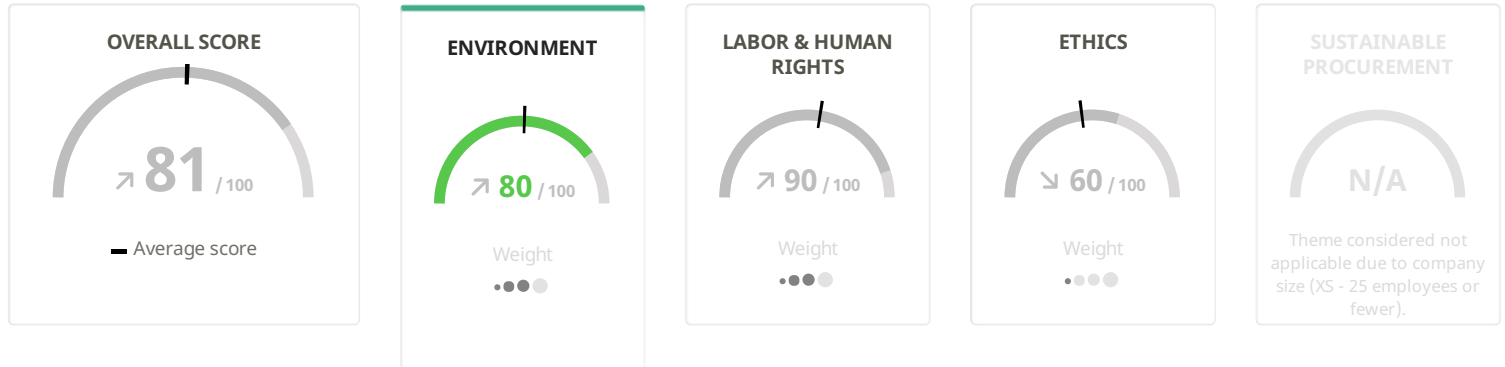 OVERALL SCORE
81 / 100
Average score
ENVIRONMENT
80 / 100
Weight
LABOR & HUMAN
RIGHTS
90 / 100
Weight
ETHICS
60 / 100
Weight
SUSTAINABLE
PROCUREMENT
N/A
Theme considered not
applicable due to company
size (XS - 25 employees or
fewer).